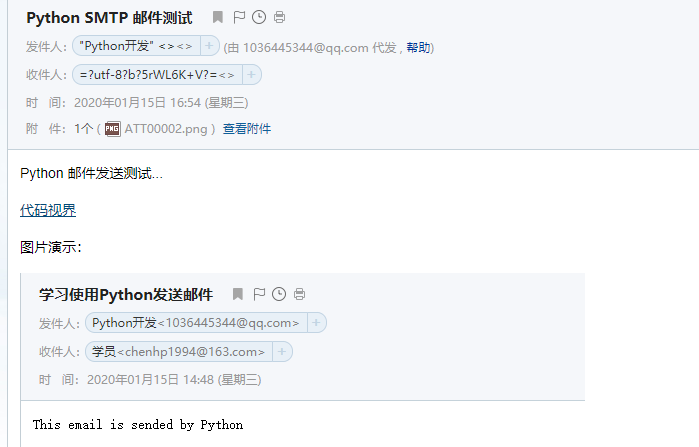 Python SMTP 邮件测试
发件人： "Python开发" <><> + (由 1036445344@qq.com 代发 , 帮助)
收件人： =?utf-8?b?5rWL6K+V?=<> +
时 间： 2020年01月15日 16:54 (星期三)
附 件： 1个 ( PNG ATT00002.png ) 查看附件
Python 邮件发送测试...
代码视界
图片演示：
学习使用Python发送邮件
发件人： Python开发<1036445344@qq.com> +
收件人： 学员<chenhp1994@163.com> +
时 间： 2020年01月15日 14:48 (星期三)
This email is sended by Python